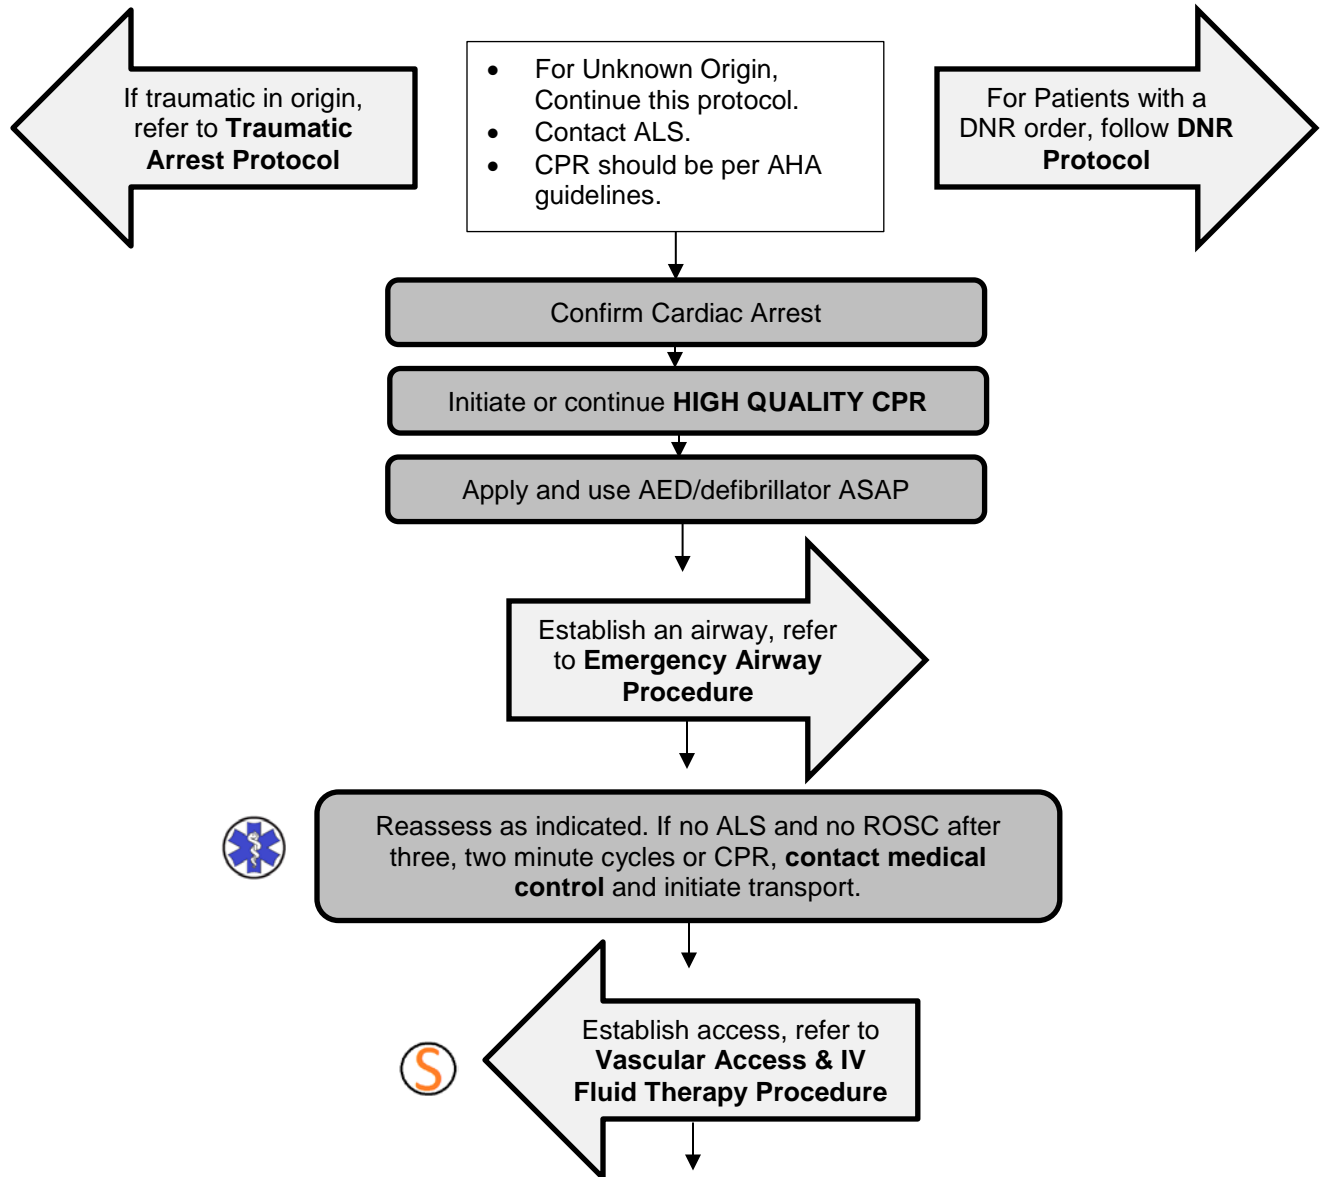 If traumatic in origin,
refer to Traumatic
Arrest Protocol
• For Unknown Origin,
Continue this protocol.
• Contact ALS.
• CPR should be per AHA
guidelines.
For Patients with a
DNR order, follow DNR
Protocol
Confirm Cardiac Arrest
Initiate or continue HIGH QUALITY CPR
Apply and use AED/defibrillator ASAP
Establish an airway, refer
to Emergency Airway
Procedure
Reassess as indicated. If no ALS and no ROSC after
three, two minute cycles or CPR, contact medical
control and initiate transport.
S
Establish access, refer to
Vascular Access & IV
Fluid Therapy Procedure